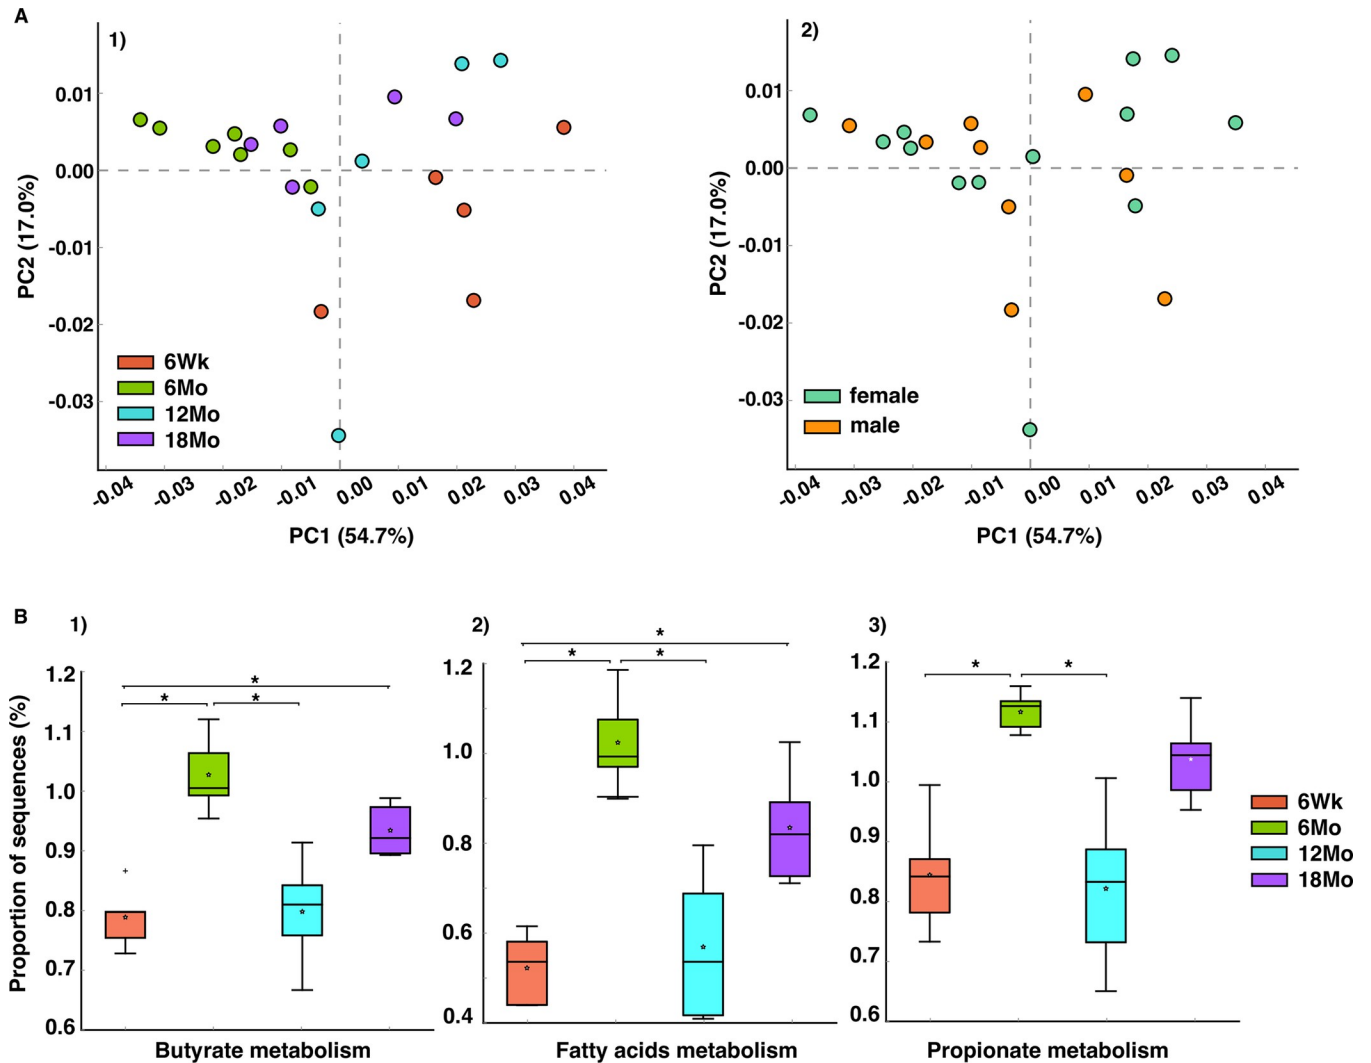 A
1)
0.01
0.00
-0.01
-0.02
-0.03
PC2 (17.0%)
6Wk
6Mo
12Mo
18Mo
-0.04 -0.03 -0.02 -0.01 0.00 0.01 0.02 0.03 0.04
PC1 (54.7%)
2)
0.01
0.00
-0.01
-0.02
-0.03
PC2 (17.0%)
female
male
-0.04 -0.03 -0.02 -0.01 0.00 0.01 0.02 0.03 0.04
PC1 (54.7%)
B
1)
* * *
1.2
1.1
1.0
0.9
0.8
0.7
0.6
Proportion of sequences (%)
Butyrate metabolism
2)
* * *
1.2
1.0
0.8
0.6
0.4
Fatty acids metabolism
3)
* *
1.2
1.1
1.0
0.9
0.8
0.7
0.6
Propionate metabolism
6Wk
6Mo
12Mo
18Mo